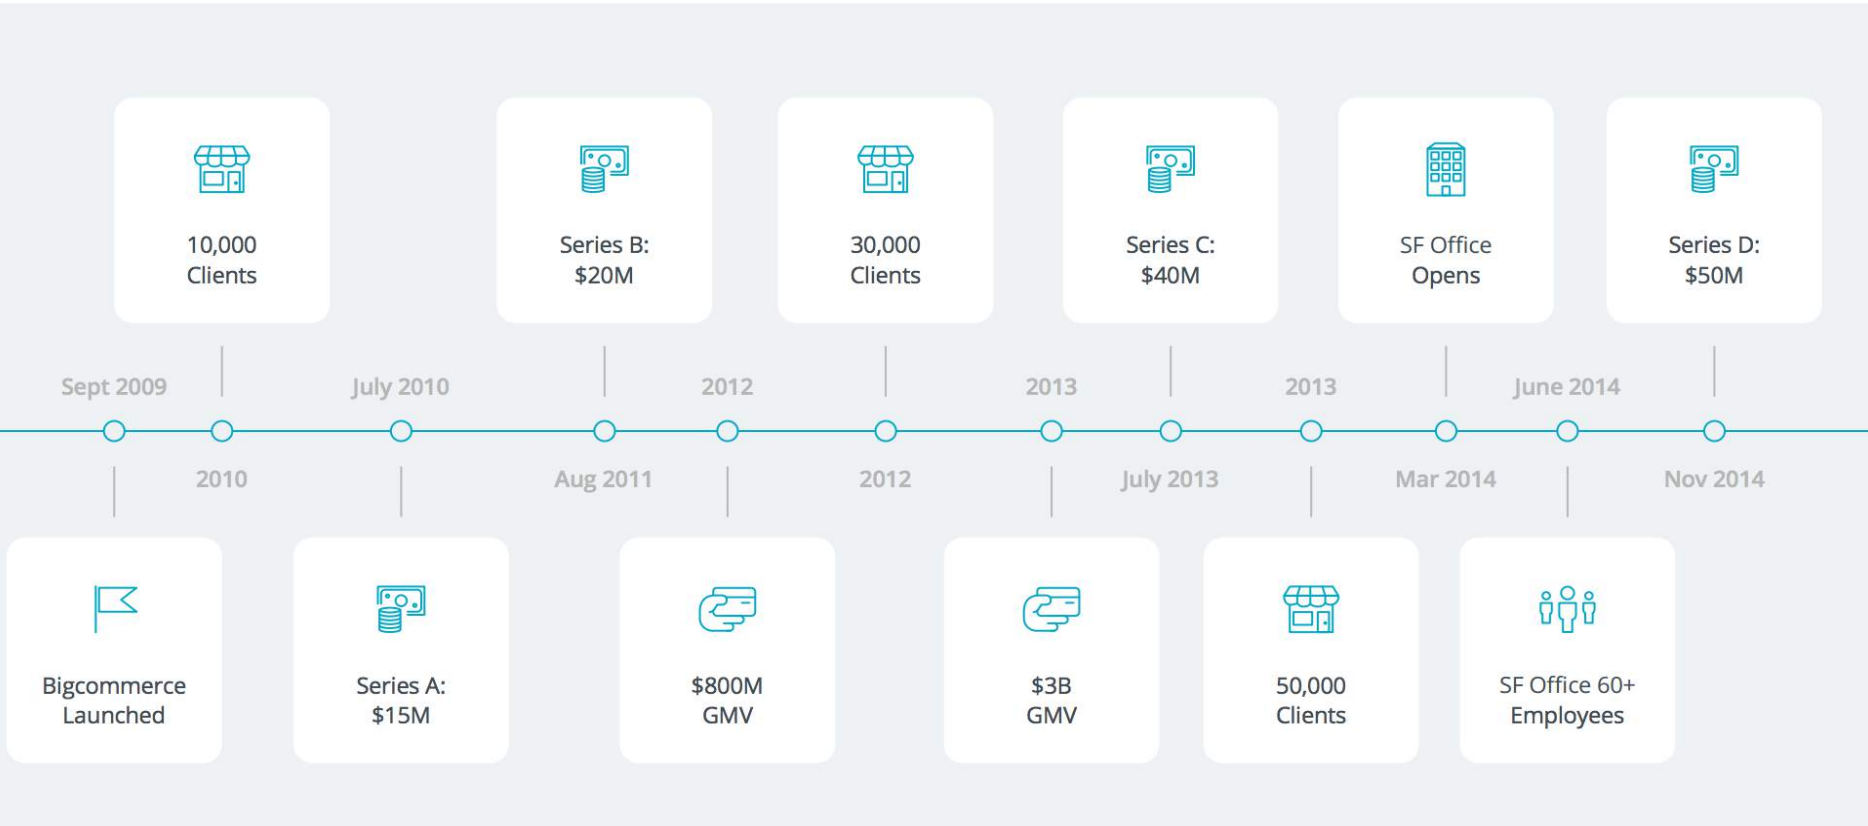 10,000
Clients
Series B:
$20M
30,000
Clients
Series C:
$40M
SF Office
Opens
Series D:
$50M
Sept 2009
July 2010
2012
2013
2013
June 2014
2010
Aug 2011
2012
July 2013
Mar 2014
Nov 2014
Bigcommerce
Launched
Series A:
$15M
$800M
GMV
$3B
GMV
50,000
Clients
SF Office 60+
Employees